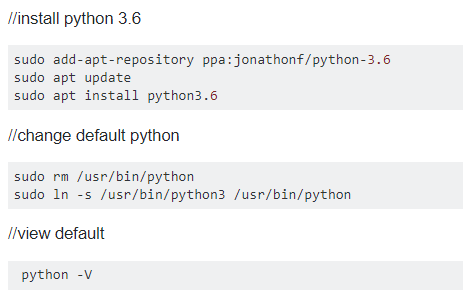 //install python 3.6
sudo add-apt-repository ppa:jonathonf/python-3.6
sudo apt update
sudo apt install python3.6
//change default python
sudo rm /usr/bin/python
sudo ln -s /usr/bin/python3 /usr/bin/python
//view default
python -V